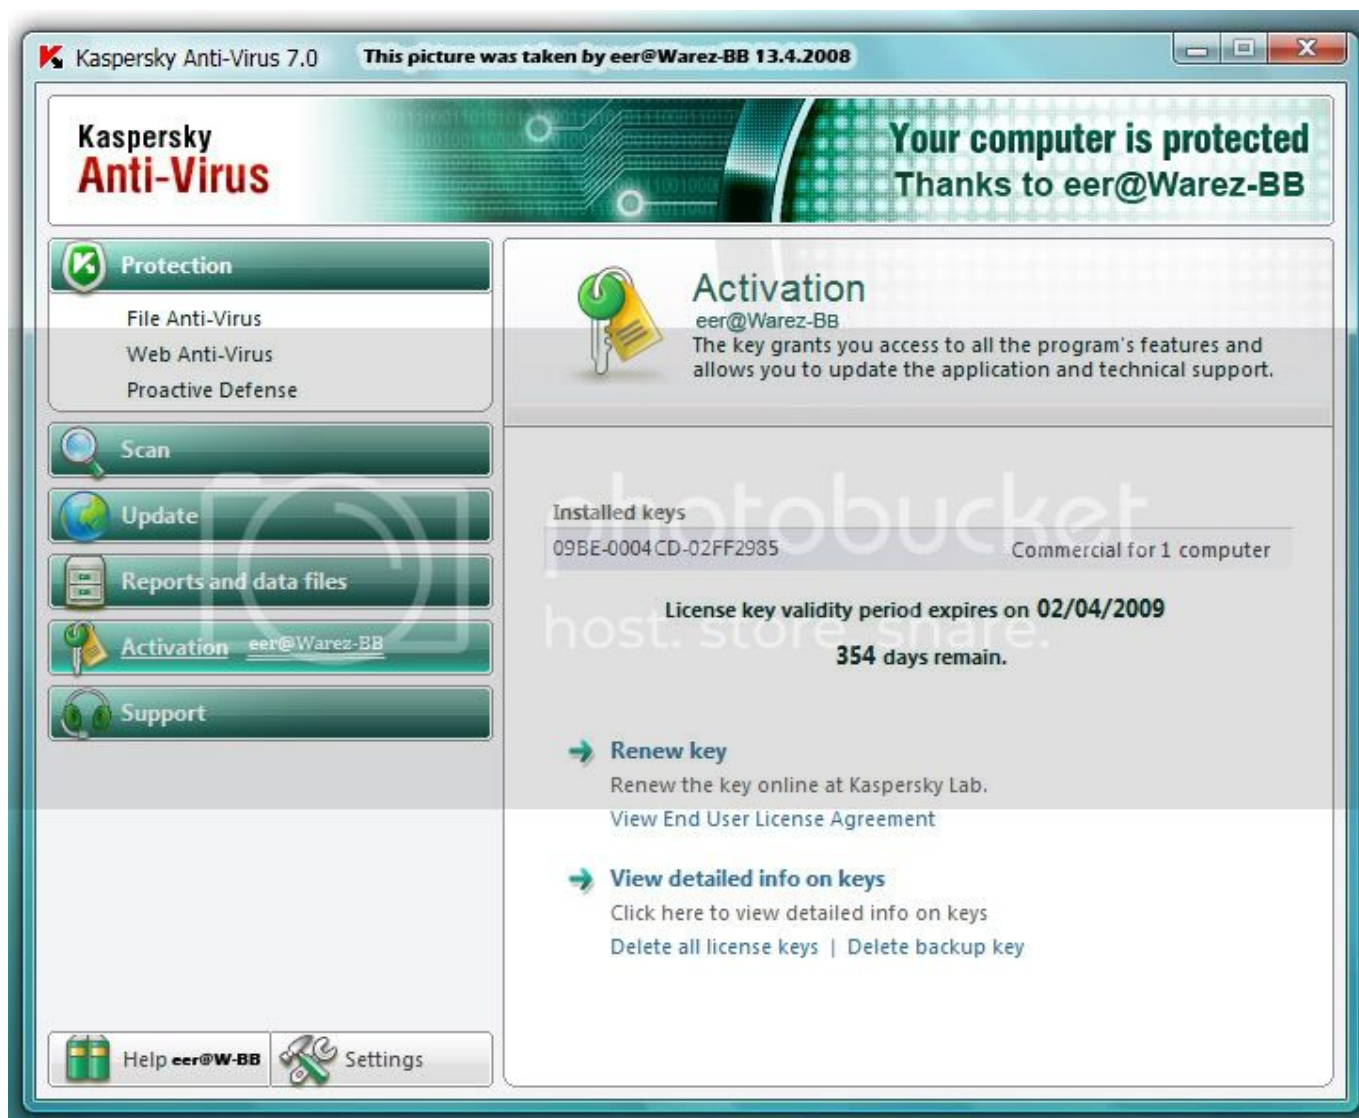 Kaspersky Anti-Virus 7.0 This picture was taken by eer@Warez-BB 13.4.2008
Kaspersky
Anti-Virus
Your computer is protected
Thanks to eer@Warez-BB
Protection
File Anti-Virus
Web Anti-Virus
Proactive Defense
Scan
Update
Reports and data files
Activation eer@Warez-BB
Support
Help eer@W-BB
Settings
Activation
eer@Warez-BB
The key grants you access to all the program's features and
allows you to update the application and technical support.
Installed keys
09BE-0004CD-02FF2985 Commercial for 1 computer
License key validity period expires on 02/04/2009
354 days remain.
Renew key
Renew the key online at Kaspersky Lab.
View End User License Agreement
View detailed info on keys
Click here to view detailed info on keys
Delete all license keys | Delete backup key
photobucket
host. store. share.